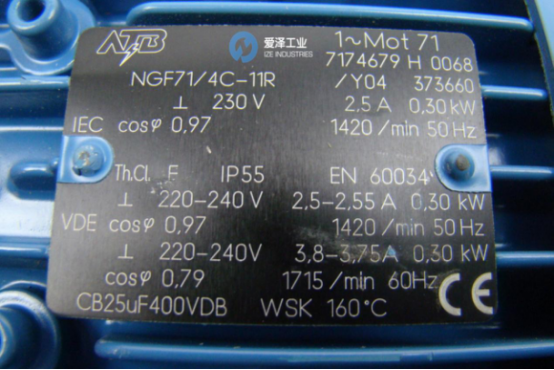 ATB 爱泽工业 1~Mot 71
IZE INDUSTRIES 7174679 H 0068
NGF71/4C-11R /Y04 373660
⊥ 230 V 2,5 A 0,30 kW
IEC cosφ 0,97 1420/min 50 Hz
Th.Cl. F IP55 EN 60034
⊥ 220-240 V 2,5-2,55 A 0,30 kW
VDE cosφ 0,97 1420/min 50 Hz
⊥ 220-240V 3,8-3,75A 0,30 kW
cosφ 0,79 1715/min 60Hz
CB25uF400VDB WSK 160°C CE